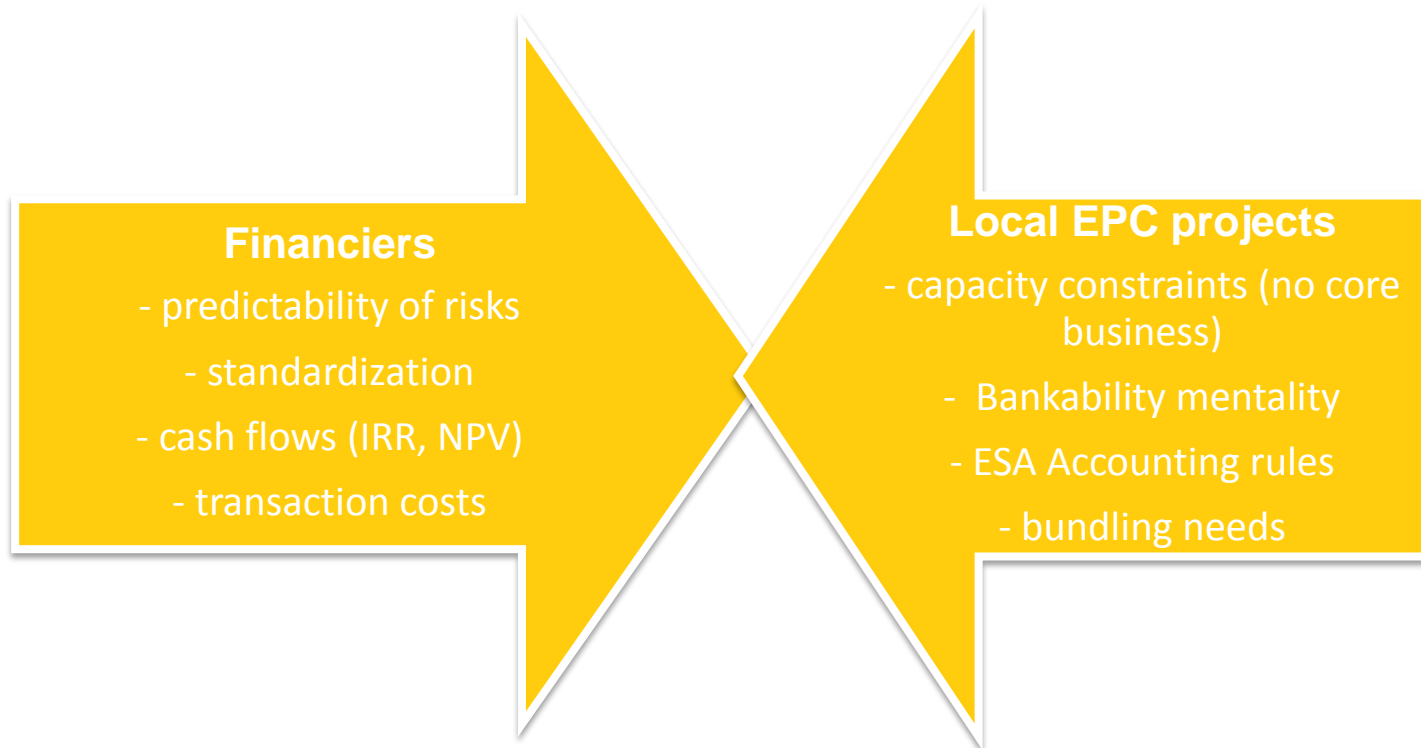 Financiers
- predictability of risks
- standardization
- cash flows (IRR, NPV)
- transaction costs
Local EPC projects
- capacity constraints (no core
business)
- Bankability mentality
- ESA Accounting rules
- bundling needs